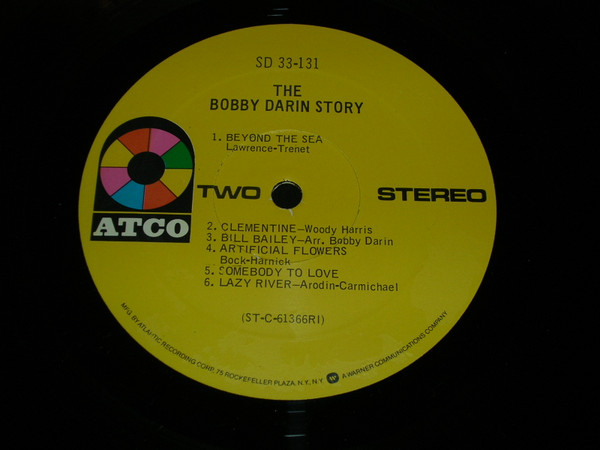 SD 33-131
THE
BOBBY DARIN STORY
1. BEYOND THE SEA
Lawrence-Trenet
TWO
STEREO
ATCO
2. CLEMENTINE—Woody Harris
3. BILL BAILEY—Arr. Bobby Darin
4. ARTIFICIAL FLOWERS
Bock-Harnick
5. SOMEBODY TO LOVE
6. LAZY RIVER—Arodin-Carmichael
(ST-C-61366RI)
MFG. BY ATLANTIC RECORDING CORP. 75 ROCKEFELLER PLAZA, N.Y., N.Y. W A WARNER COMMUNICATIONS COMPANY